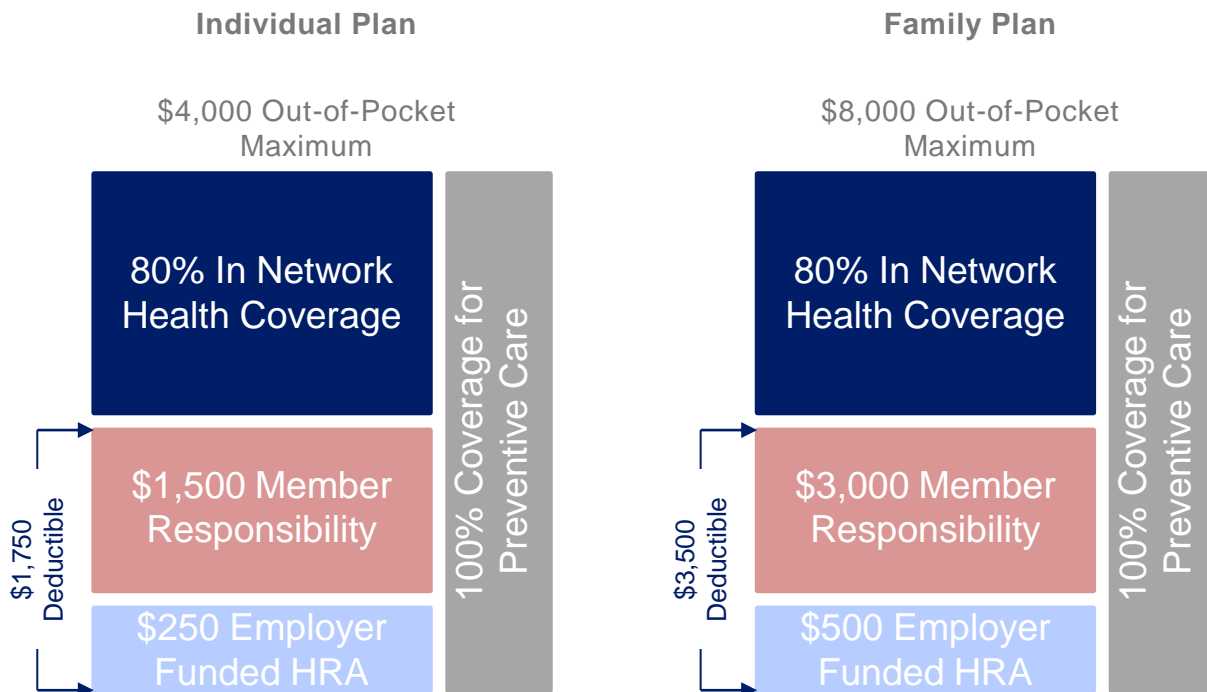 Individual Plan
$4,000 Out-of-Pocket
Maximum
80% In Network
Health Coverage
$1,500 Member
Responsibility
$250 Employer
Funded HRA
100% Coverage for
Preventive Care
$1,750
Deductible
Family Plan
$8,000 Out-of-Pocket
Maximum
80% In Network
Health Coverage
$3,000 Member
Responsibility
$500 Employer
Funded HRA
100% Coverage for
Preventive Care
$3,500
Deductible